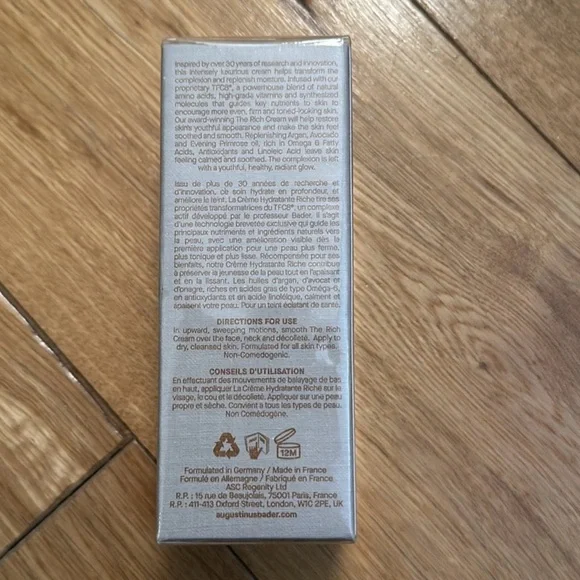 Inspired by over 30 years of research and innovation,
this intensely luxurious cream helps transform the
complexion and replenish moisture. Infused with our
proprietary TFC8®, a powerhouse blend of natural
amino acids, high-grade vitamins and synthesized
molecules that guides key nutrients to skin to
encourage more even, firm and toned-looking skin.
Our award-winning The Rich Cream will help restore
skin's youthful appearance and make the skin feel
soothed and smooth. Replenishing Argan, Avocado
and Evening Primrose oil, rich in Omega 6 Fatty
Acids, Antioxidants and Linoleic Acid leave skin
feeling calmed and soothed. The complexion is left
with a youthful, healthy, radiant glow.
Issu de plus de 30 années de recherche et
d'innovation, ce soin hydrate en profondeur, et
améliore le teint. La Crème Hydratante Riche tire ses
propriétés transformatrices du TFC8®, un complexe
actif développé par le professeur Bader. Il s'agit
d'une technologie brevetée exclusive qui guide les
principaux nutriments et ingrédients naturels vers
la peau, avec une amélioration visible dès la
première application pour une peau plus ferme,
plus tonique et plus lisse. Récompensée pour ses
bienfaits, notre Crème Hydratante Riche contribue
à préserver la jeunesse de la peau tout en l'apaisant
et en la lissant. Les huiles d'argan, d'avocat et
d'onagre, riches en acides gras de type Oméga-6,
en antioxydants et en acide linoléique, calment et
apaisent votre peau. Pour un teint éclatant de santé.
DIRECTIONS FOR USE
In upward, sweeping motions, smooth The Rich
Cream over the face, neck and décolleté. Apply to
dry, cleansed skin. Formulated for all skin types.
Non-Comedogenic.
CONSEILS D'UTILISATION
En effectuant des mouvements de balayage de bas
en haut, appliquer La Crème Hydratante Riche sur le
visage, le cou et le décolleté. Appliquer sur une peau
propre et sèche. Convient à tous les types de peau.
Non Comédogène.
12M
Formulated in Germany / Made in France
Formulé en Allemagne / Fabriqué en France
ASC Regenity Ltd
R.P. : 15 rue de Beaujolais, 75001 Paris, France
R.P. : 411-413 Oxford Street, London, W1C 2PE, UK
augustinusbader.com